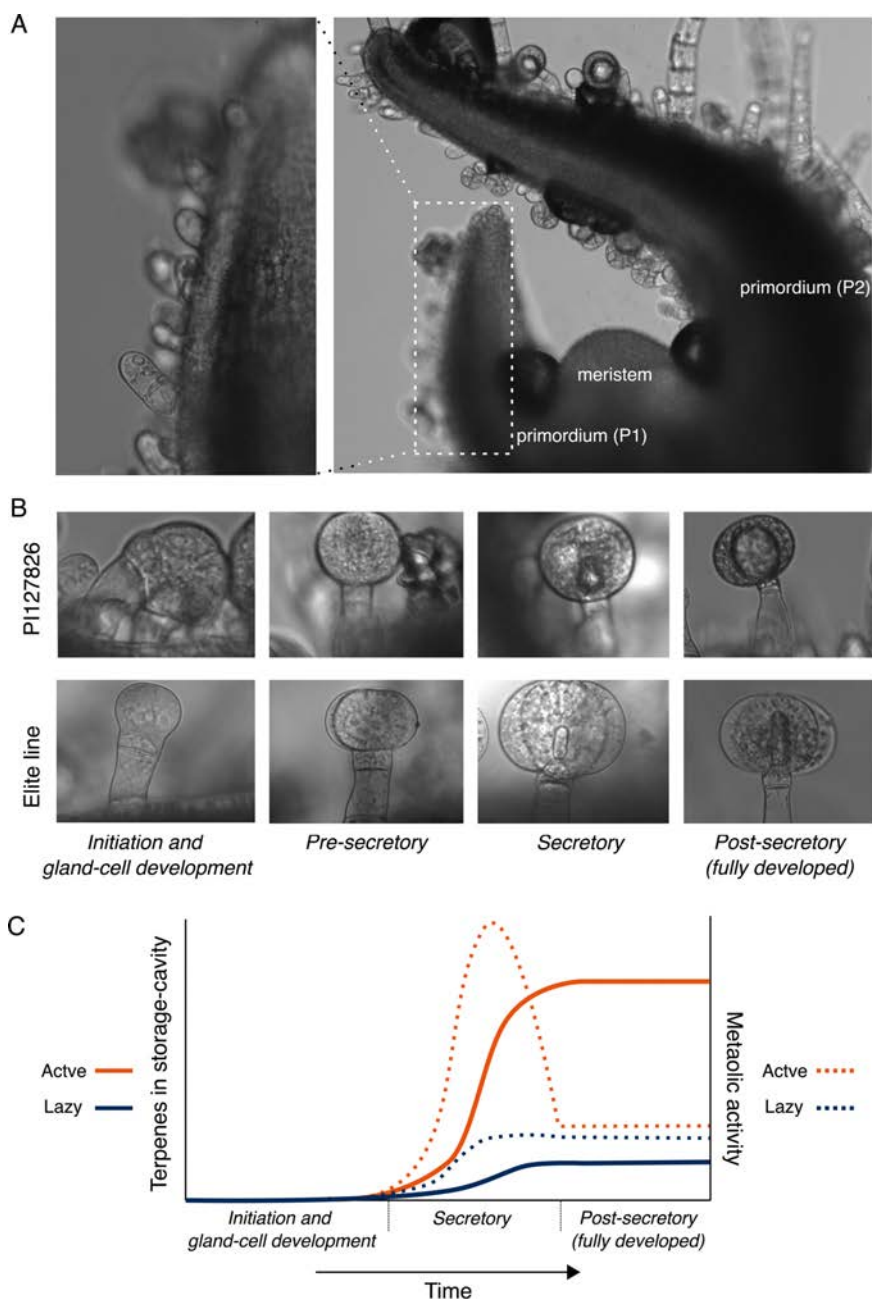 A
primordium (P2)
meristem
primordium (P1)
B
PI127826
Elite line
Initiation and
gland-cell development
Pre-secretory
Secretory
Post-secretory
(fully developed)
C
Terpenes in storage-cavity
Actve
Lazy
Metaolic activity
Actve
Lazy
Initiation and
gland-cell development
Secretory
Post-secretory
(fully developed)
Time